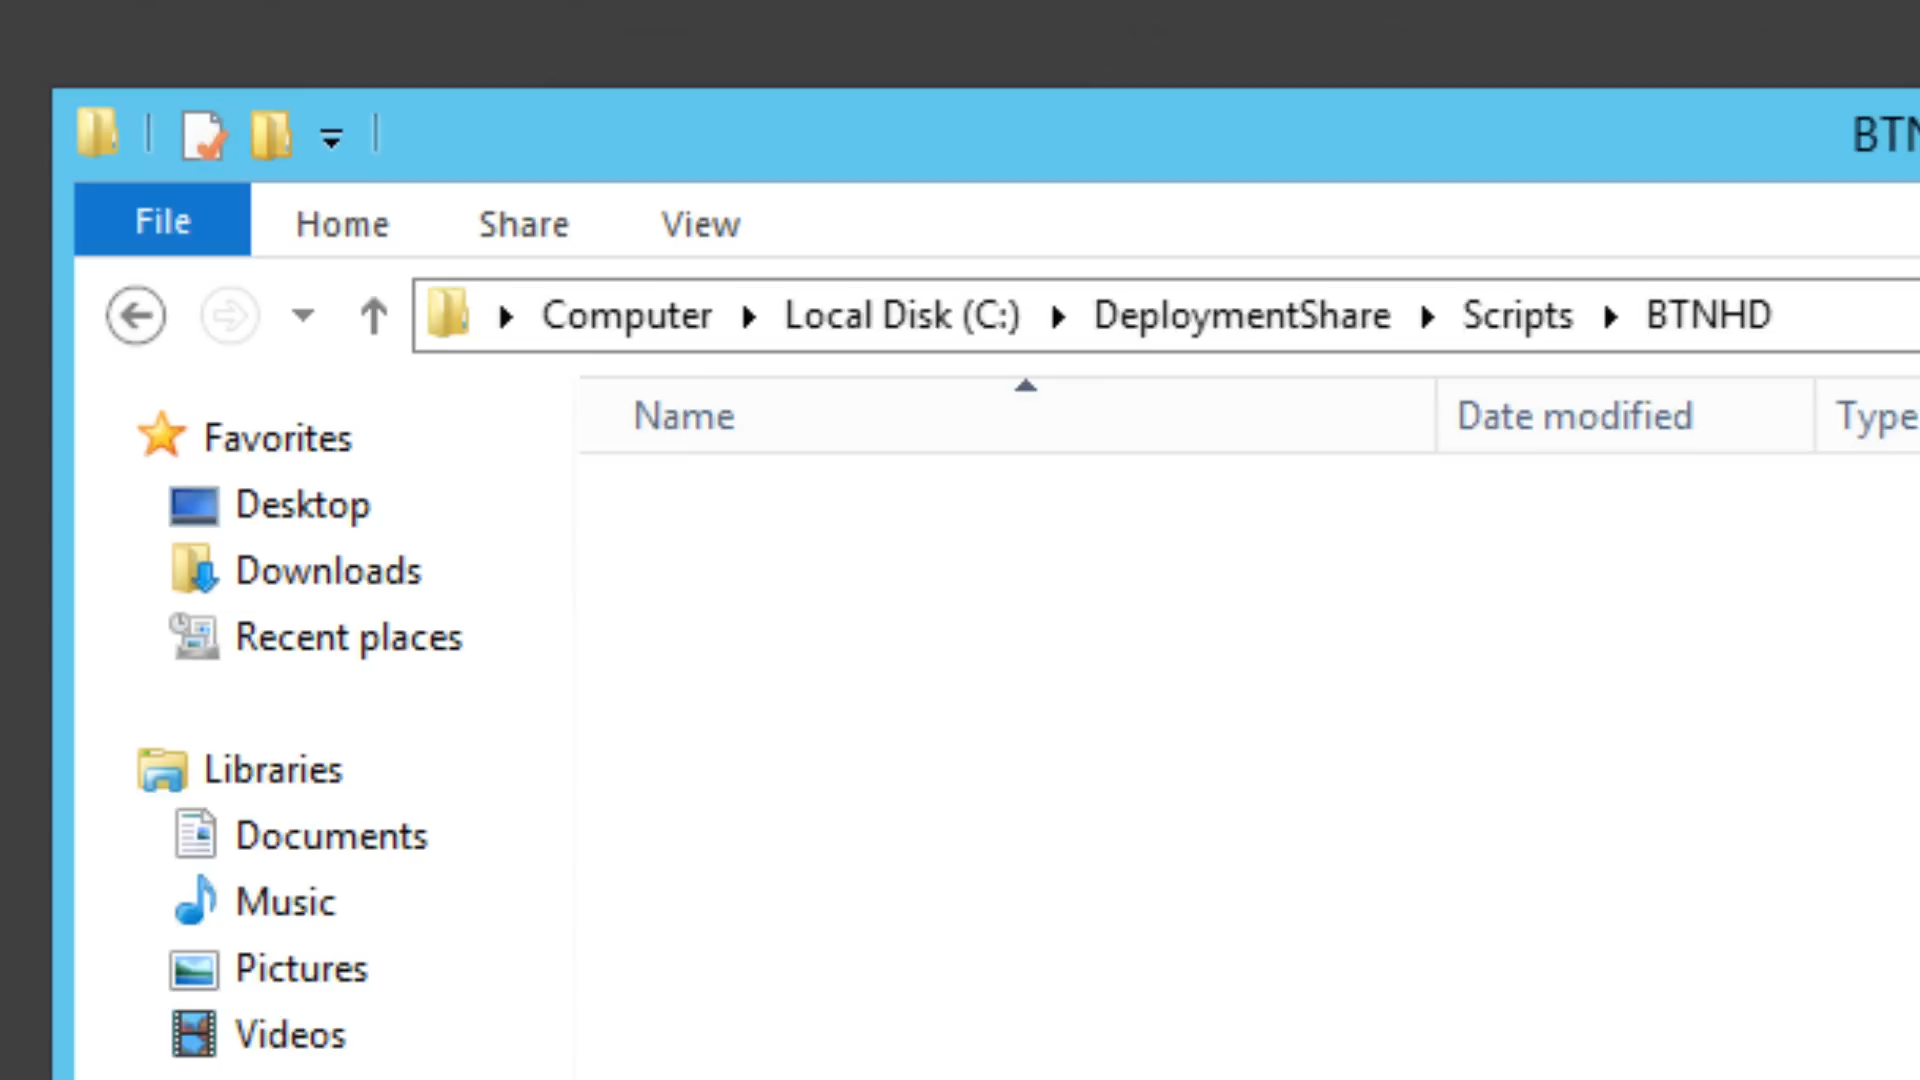 BTN
File Home Share View
Computer Local Disk (C:) DeploymentShare Scripts BTNHD
Name Date modified Type
Favorites
Desktop
Downloads
Recent places
Libraries
Documents
Music
Pictures
Videos